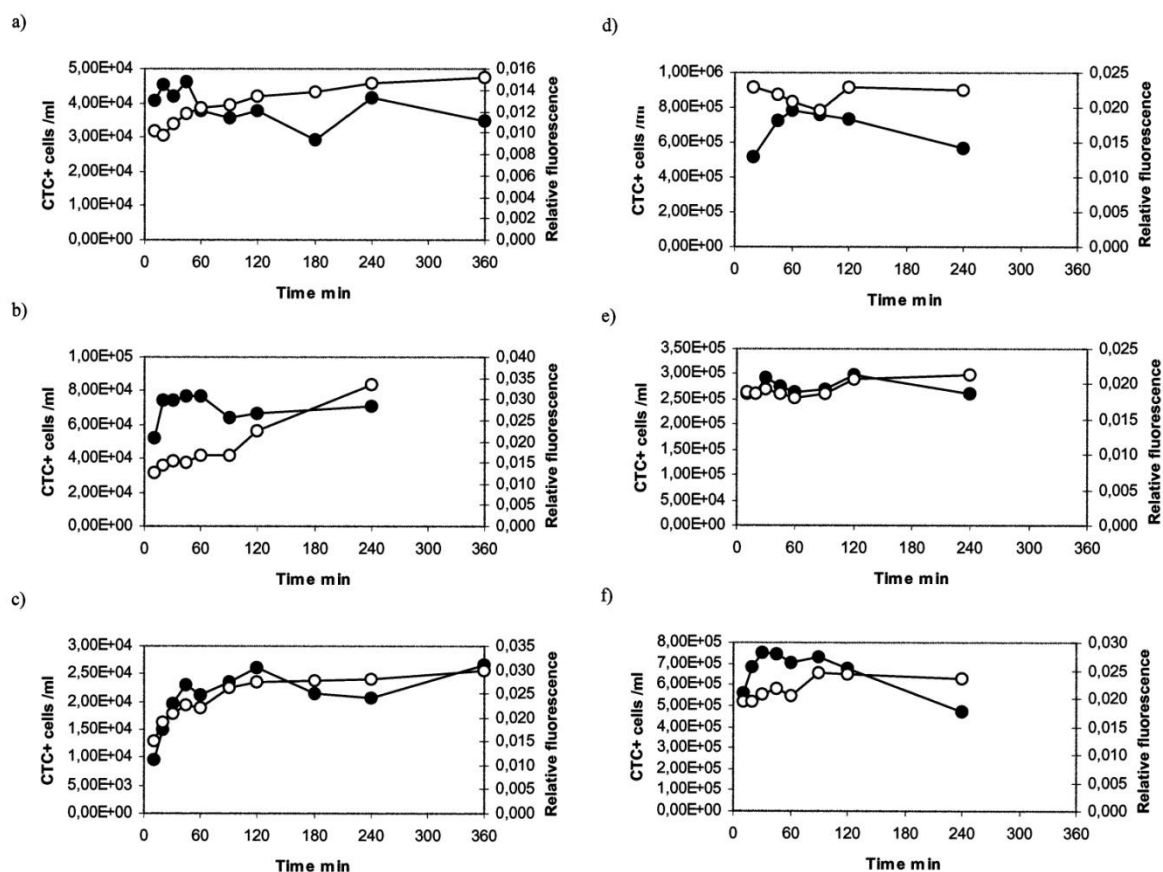 a)
5,00E+04
4,00E+04
3,00E+04
2,00E+04
1,00E+04
0,00E+00
CTC+ cells /ml
0,016
0,014
0,012
0,010
0,008
0,006
0,004
0,002
0,000
Relative fluorescence
0 60 120 180 240 300 360
Time min
b)
1,00E+05
8,00E+04
6,00E+04
4,00E+04
2,00E+04
0,00E+00
CTC+ cells /ml
0,040
0,035
0,030
0,025
0,020
0,015
0,010
0,005
0,000
Relative fluorescence
0 60 120 180 240 300 360
Time min
c)
3,00E+04
2,50E+04
2,00E+04
1,50E+04
1,00E+04
5,00E+03
0,00E+00
CTC+ cells /ml
0,035
0,030
0,025
0,020
0,015
0,010
0,005
0,000
Relative fluorescence
0 60 120 180 240 300 360
Time min
d)
1,00E+06
8,00E+05
6,00E+05
4,00E+05
2,00E+05
0,00E+00
CTC+ cells
0,025
0,020
0,015
0,010
0,005
0,000
Relative fluorescence
0 60 120 180 240 300 360
Time min
e)
3,50E+05
3,00E+05
2,50E+05
2,00E+05
1,50E+05
1,00E+05
5,00E+04
0,00E+00
CTC+ cells /ml
0,025
0,020
0,015
0,010
0,005
0,000
Relative fluorescence
0 60 120 180 240 300 360
Time min
f)
8,00E+05
7,00E+05
6,00E+05
5,00E+05
4,00E+05
3,00E+05
2,00E+05
1,00E+05
0,00E+00
CTC+ cells /ml
0,030
0,025
0,020
0,015
0,010
0,005
0,000
Relative fluorescence
0 60 120 180 240 300 360
Time min